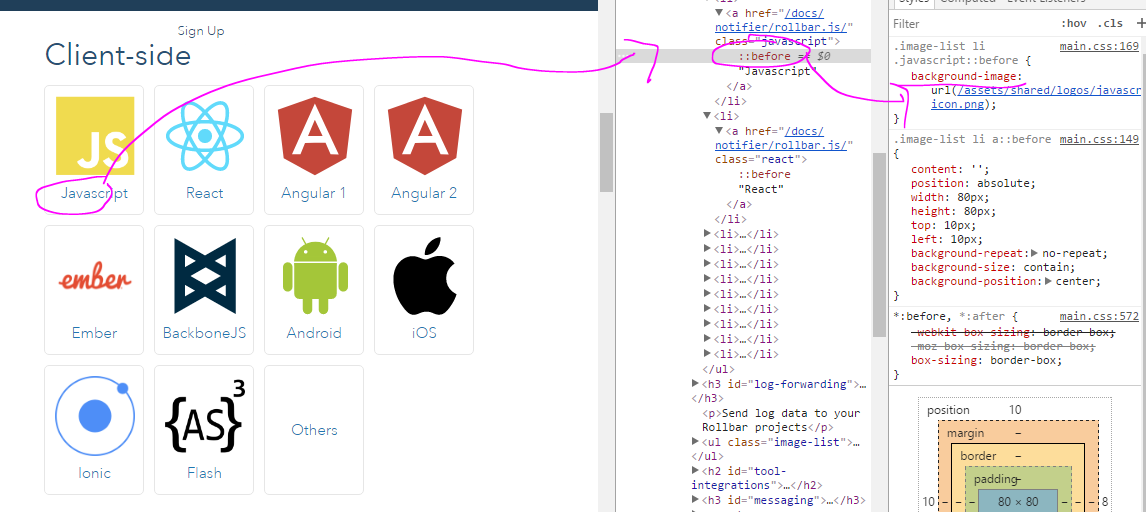 Sign Up
Client-side
JS
Javascript
React
Angular 1
Angular 2
ember
Ember
BackboneJS
Android
iOS
Ionic
{AS}3
Flash
Others
<a href="/docs/
notifier/rollbar.js/"
class="javascript">
::before == $0
"Javascript"
</a>
</li>
<li>
<a href="/docs/
notifier/rollbar.js/"
class="react">
::before
"React"
</a>
</li>
<li>…</li>
<li>…</li>
<li>…</li>
<li>…</li>
<li>…</li>
<li>…</li>
<li>…</li>
<li>…</li>
<li>…</li>
</ul>
<h3 id="log-forwarding">…
</h3>
<p>Send log data to your
Rollbar projects</p>
<ul class="image-list">…
</ul>
<h2 id="tool-
integrations">…</h2>
<h3 id="messaging">…</h3>
Styles Computed Event Listeners
Filter :hov .cls +
.image-list li main.css:169
.javascript::before {
background-image:
url(/assets/shared/logos/javasc
icon.png);
}
.image-list li a::before main.css:149
{
content: '';
position: absolute;
width: 80px;
height: 80px;
top: 10px;
left: 10px;
background-repeat: no-repeat;
background-size: contain;
background-position: center;
}
*:before, *:after { main.css:572
-webkit-box-sizing: border-box;
-moz-box-sizing: border-box;
box-sizing: border-box;
}
position 10
margin –
border –
padding–
10 – – – 80 × 80 – – – 8